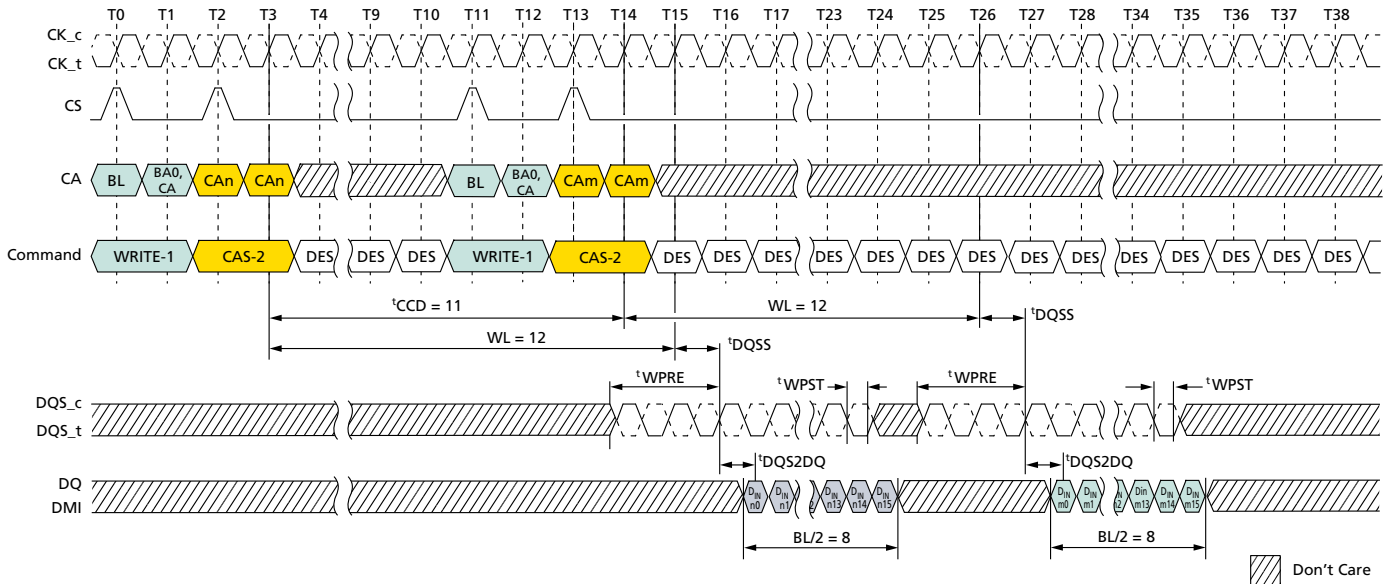 T0 T1 T2 T3 T4 T9 T10 T11 T12 T13 T14 T15 T16 T17 T23 T24 T25 T26 T27 T28 T34 T35 T36 T37 T38
CK_c
CK_t
CS
CA BL BA0, CA CAn CAn BL BA0, CA CAm CAm
Command WRITE-1 CAS-2 DES DES DES WRITE-1 CAS-2 DES DES DES DES DES DES DES DES DES DES DES DES DES DES
tCCD = 11 WL = 12 tDQSS
WL = 12 tDQSS
tWPRE tWPST tWPRE tWPST
DQS_c
DQS_t
tDQS2DQ tDQS2DQ
DQ
DMI
DIN n0 DIN n1 DIN n13 DIN n14 DIN n15 DIN m0 DIN m1 Din m13 DIN m14 DIN m15
BL/2 = 8 BL/2 = 8
Don't Care